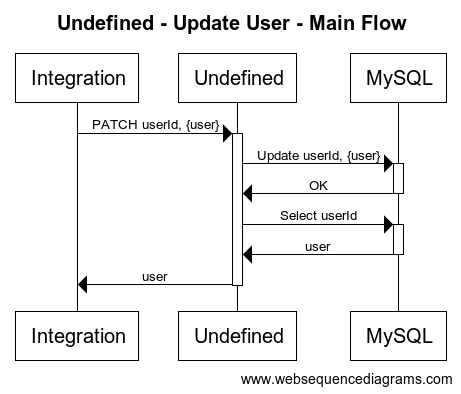 Undefined - Update User - Main Flow
Integration
Undefined
MySQL
PATCH userId, {user}
Update userId, {user}
OK
Select userId
user
user
Integration
Undefined
MySQL
www.websequencediagrams.com